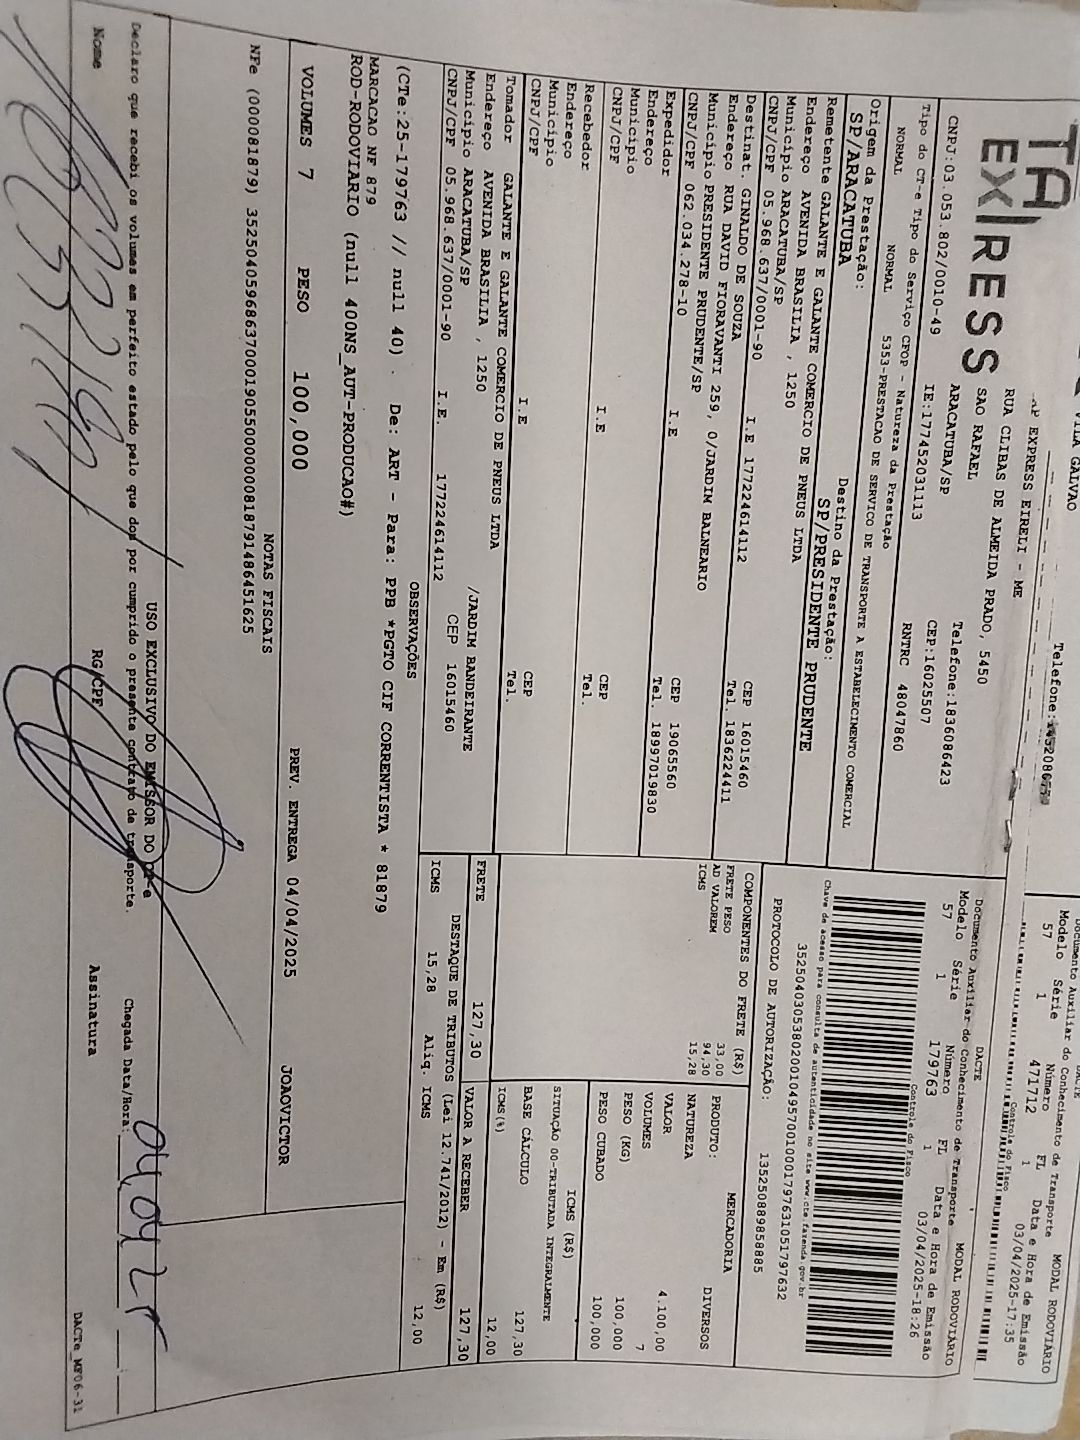 VILA GALVAO
Telefone:
Documento Auxiliar do Conhecimento de Transporte
MODAL RODOVIÁRIO
Modelo Série Número FL Data e Hora de Emissão
57 1 471712 1 03/04/2025-17:35
Controle do Fisco
TA
EX RESS
AP EXPRESS EIRELI - ME
RUA CLIBAS DE ALMEIDA PRADO, 5450
SAO RAFAEL
ARACATUBA/SP
Telefone:1836086423
CNPJ:03.053.802/0010-49 IE:177452031113 CEP:16025507
DACTE
Documento Auxiliar do Conhecimento de Transporte
MODAL RODOVIÁRIO
Modelo Série Número FL Data e Hora de Emissão
57 1 179763 1 03/04/2025-18:26
Controle do Fisco
Tipo do CT-e Tipo do Serviço CFOP - Natureza da Prestação RNTRC 48047860
NORMAL NORMAL 5353-PRESTACAO DE SERVICO DE TRANSPORTE A ESTABELECIMENTO COMERCIAL
Chave de acesso para consulta de autenticidade no site www.cte.fazenda.gov.br
35250403053802001049570010001797631051797632
PROTOCOLO DE AUTORIZAÇÃO: 135250889858885
Origem da Prestação: Destino da Prestação:
SP/ARACATUBA SP/PRESIDENTE PRUDENTE
Remetente GALANTE E GALANTE COMERCIO DE PNEUS LTDA
Endereço AVENIDA BRASILIA , 1250
Município ARACATUBA/SP CEP 16015460
CNPJ/CPF 05.968.637/0001-90 I.E 177224614112 Tel. 1836224411
Destinat. GINALDO DE SOUZA
Endereço RUA DAVID FIORAVANTI 259, 0/JARDIM BALNEARIO
Município PRESIDENTE PRUDENTE/SP CEP 19065560
CNPJ/CPF 062.034.278-10 I.E Tel. 18997019830
Expedidor
Endereço
Município CEP
CNPJ/CPF I.E Tel.
Recebedor
Endereço
Município CEP
CNPJ/CPF I.E Tel.
Tomador GALANTE E GALANTE COMERCIO DE PNEUS LTDA
Endereço AVENIDA BRASILIA , 1250 /JARDIM BANDEIRANTE
Município ARACATUBA/SP CEP 16015460
CNPJ/CPF 05.968.637/0001-90 I.E. 177224614112
COMPONENTES DO FRETE (R$)
FRETE PESO 33,00
AD VALOREM 94,30
ICMS 15,28
MERCADORIA
PRODUTO: DIVERSOS
NATUREZA
VALOR 4.100,00
VOLUMES 7
PESO (KG) 100,000
PESO CUBADO 100,000
ICMS (R$)
SITUAÇÃO 00-TRIBUTADA INTEGRALMENTE
BASE CÁLCULO 127,30
ICMS(%) 12,00
FRETE 127,30 VALOR A RECEBER 127,30
DESTAQUE DE TRIBUTOS (Lei 12.741/2012) - Em (R$)
ICMS 15,28 Aliq. ICMS 12,00
OBSERVAÇÕES
(CTe:25-179763 // null 40) . De: ART - Para: PPB *PGTO CIF CORRENTISTA * 81879
MARCACAO NF 879
ROD-RODOVIARIO (null 400NS_AUT-PRODUCAO#)
VOLUMES 7 PESO 100,000 PREV. ENTREGA 04/04/2025 JOAOVICTOR
NOTAS FISCAIS
NFe (000081879) 35250405968637000190550000000818791486451625
USO EXCLUSIVO DO EMISSOR DO CT-e
Declaro que recebi os volumes em perfeito estado pelo que dou por cumprido o presente contrato de transporte.
Chegada Data/Hora:
Nome RG/CPF Assinatura
DACTe_MF06-31